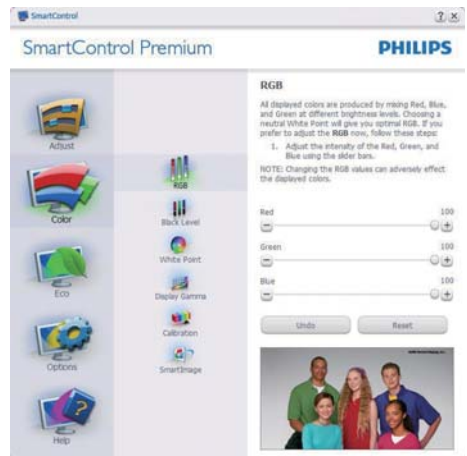 SmartControl
SmartControl Premium
PHILIPS
Adjust
Color
Eco
Options
Help
RGB
Black Level
White Point
Display Gamma
Calibration
SmartImage
RGB
All displayed colors are produced by mixing Red, Blue,
and Green at different brightness levels. Choosing a
neutral White Point will give you optimal RGB. If you
prefer to adjust the RGB now, follow these steps:
1. Adjust the intensity of the Red, Green, and
Blue using the slider bars.
NOTE: Changing the RGB values can adversely effect
the displayed colors.
Red 100
Green 100
Blue 100
Undo Reset